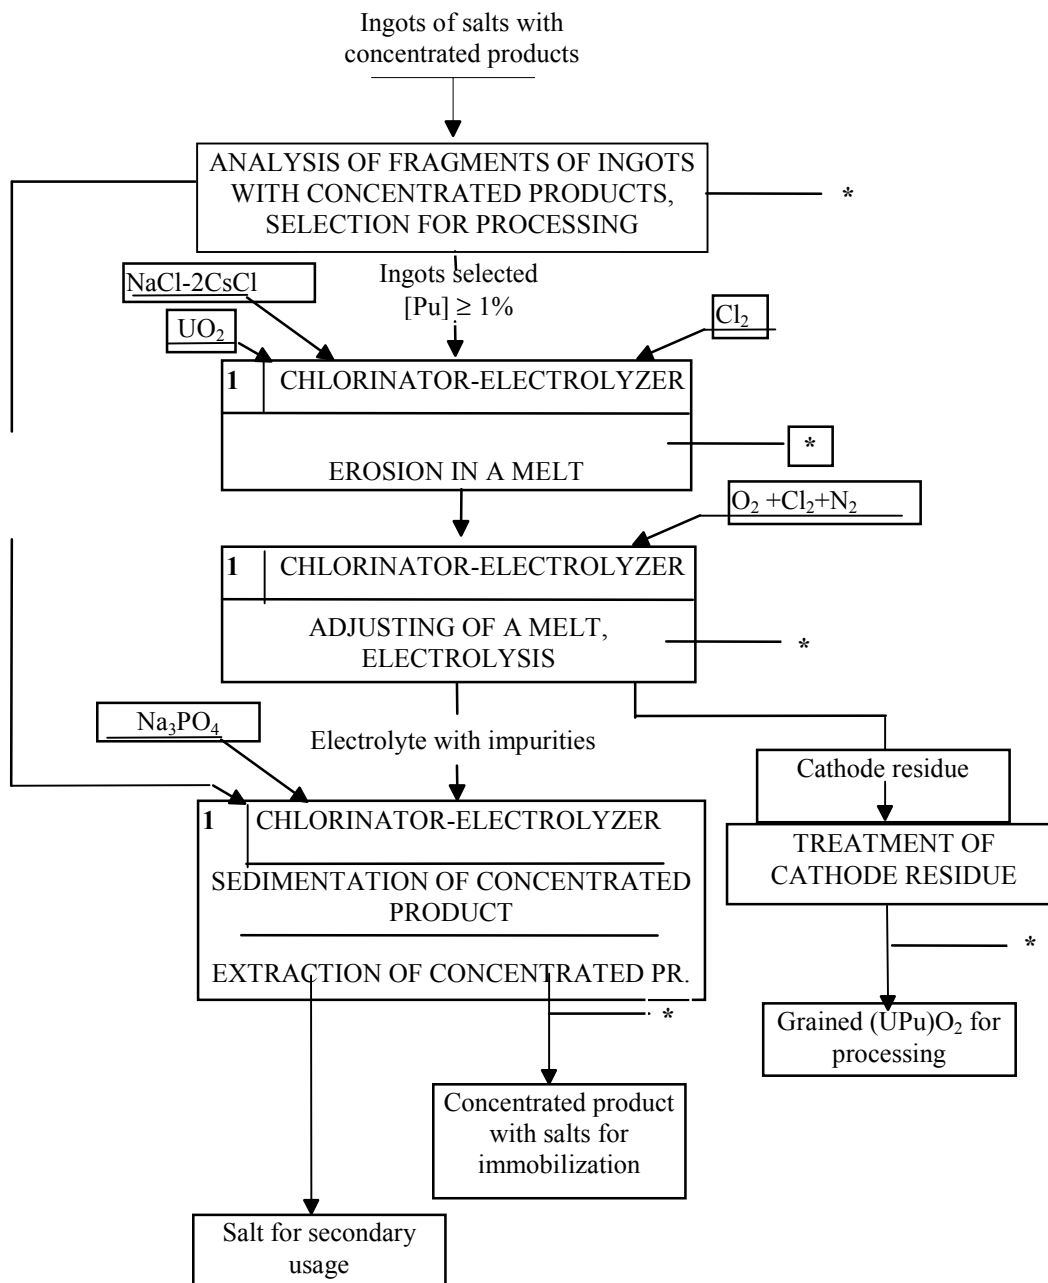 Ingots of salts with
concentrated products
ANALYSIS OF FRAGMENTS OF INGOTS
WITH CONCENTRATED PRODUCTS,
SELECTION FOR PROCESSING
*
Ingots selected
[Pu] ≥ 1%
NaCl-2CsCl
UO₂
Cl₂
1 CHLORINATOR-ELECTROLYZER
EROSION IN A MELT
*
O₂ +Cl₂+N₂
1 CHLORINATOR-ELECTROLYZER
ADJUSTING OF A MELT,
ELECTROLYSIS
*
Na₃PO₄
Electrolyte with impurities
Cathode residue
1 CHLORINATOR-ELECTROLYZER
SEDIMENTATION OF CONCENTRATED
PRODUCT
EXTRACTION OF CONCENTRATED PR.
*
TREATMENT OF
CATHODE RESIDUE
*
Grained (UPu)O₂ for
processing
Concentrated product
with salts for
immobilization
Salt for secondary
usage